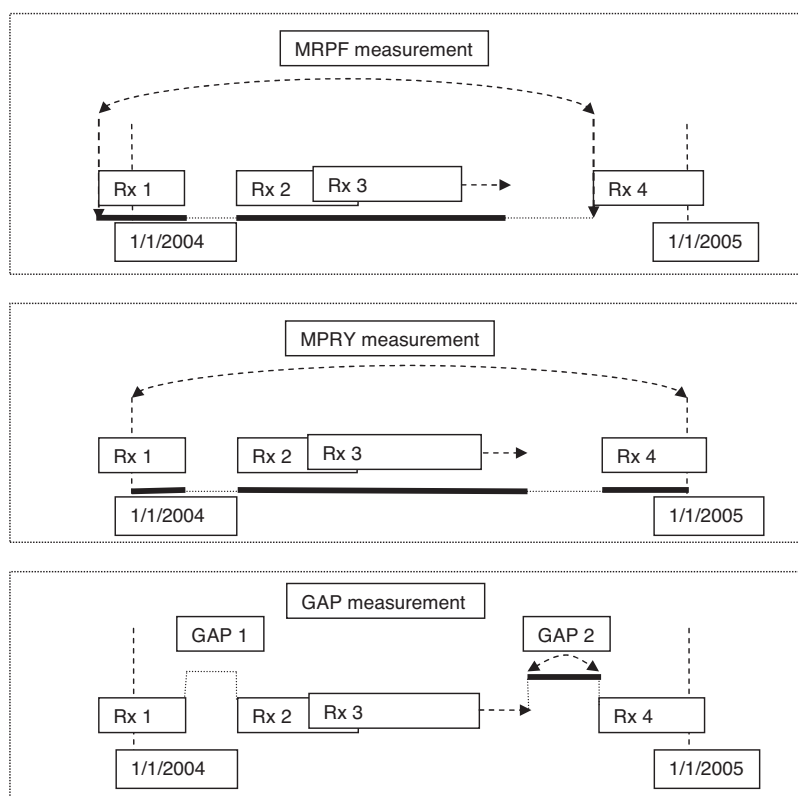 MRPF measurement
Rx 1
Rx 2
Rx 3
Rx 4
1/1/2004
1/1/2005
MPRY measurement
Rx 1
Rx 2
Rx 3
Rx 4
1/1/2004
1/1/2005
GAP measurement
GAP 1
GAP 2
Rx 1
Rx 2
Rx 3
Rx 4
1/1/2004
1/1/2005